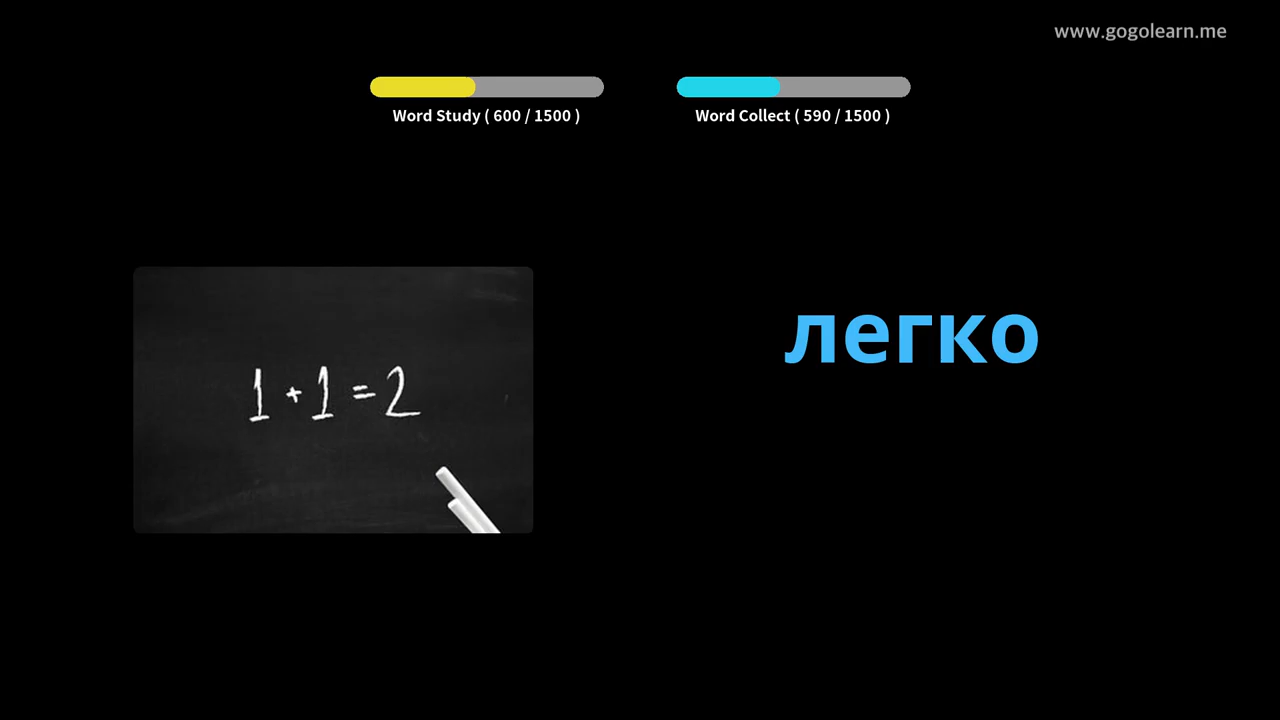 www.gogolearn.me
Word Study ( 600 / 1500 )
Word Collect ( 590 / 1500 )
легко
1 + 1 = 2